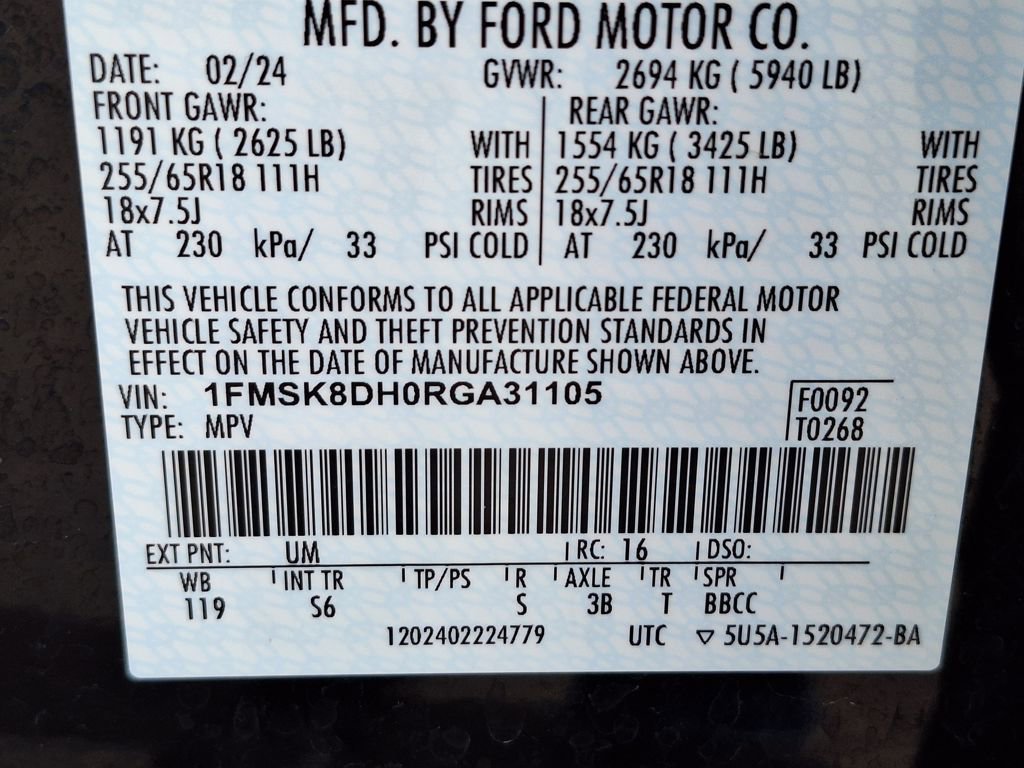 MFD. BY FORD MOTOR CO.
DATE: 02/24 GVWR: 2694 KG ( 5940 LB)
FRONT GAWR: REAR GAWR:
1191 KG ( 2625 LB) WITH 1554 KG ( 3425 LB) WITH
255/65R18 111H TIRES 255/65R18 111H TIRES
18x7.5J RIMS 18x7.5J RIMS
AT 230 kPa/ 33 PSI COLD AT 230 kPa/ 33 PSI COLD
THIS VEHICLE CONFORMS TO ALL APPLICABLE FEDERAL MOTOR
VEHICLE SAFETY AND THEFT PREVENTION STANDARDS IN
EFFECT ON THE DATE OF MANUFACTURE SHOWN ABOVE.
VIN: 1FMSK8DH0RGA31105 F0092
TYPE: MPV T0268
EXT PNT: UM RC: 16 DSO:
WB INT TR TP/PS R AXLE TR SPR
119 S6 S 3B T BBCC
1202402224779 UTC ▽ 5U5A-1520472-BA